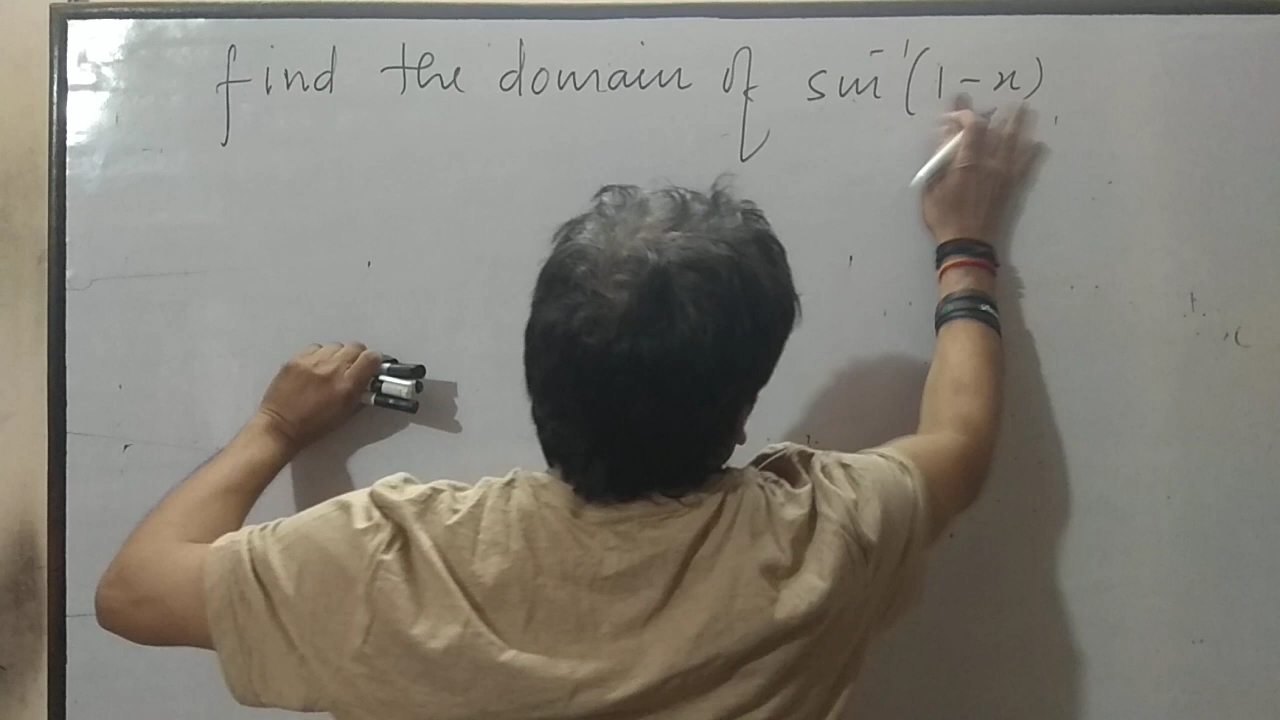 find the domain of sin⁻¹(1-x)